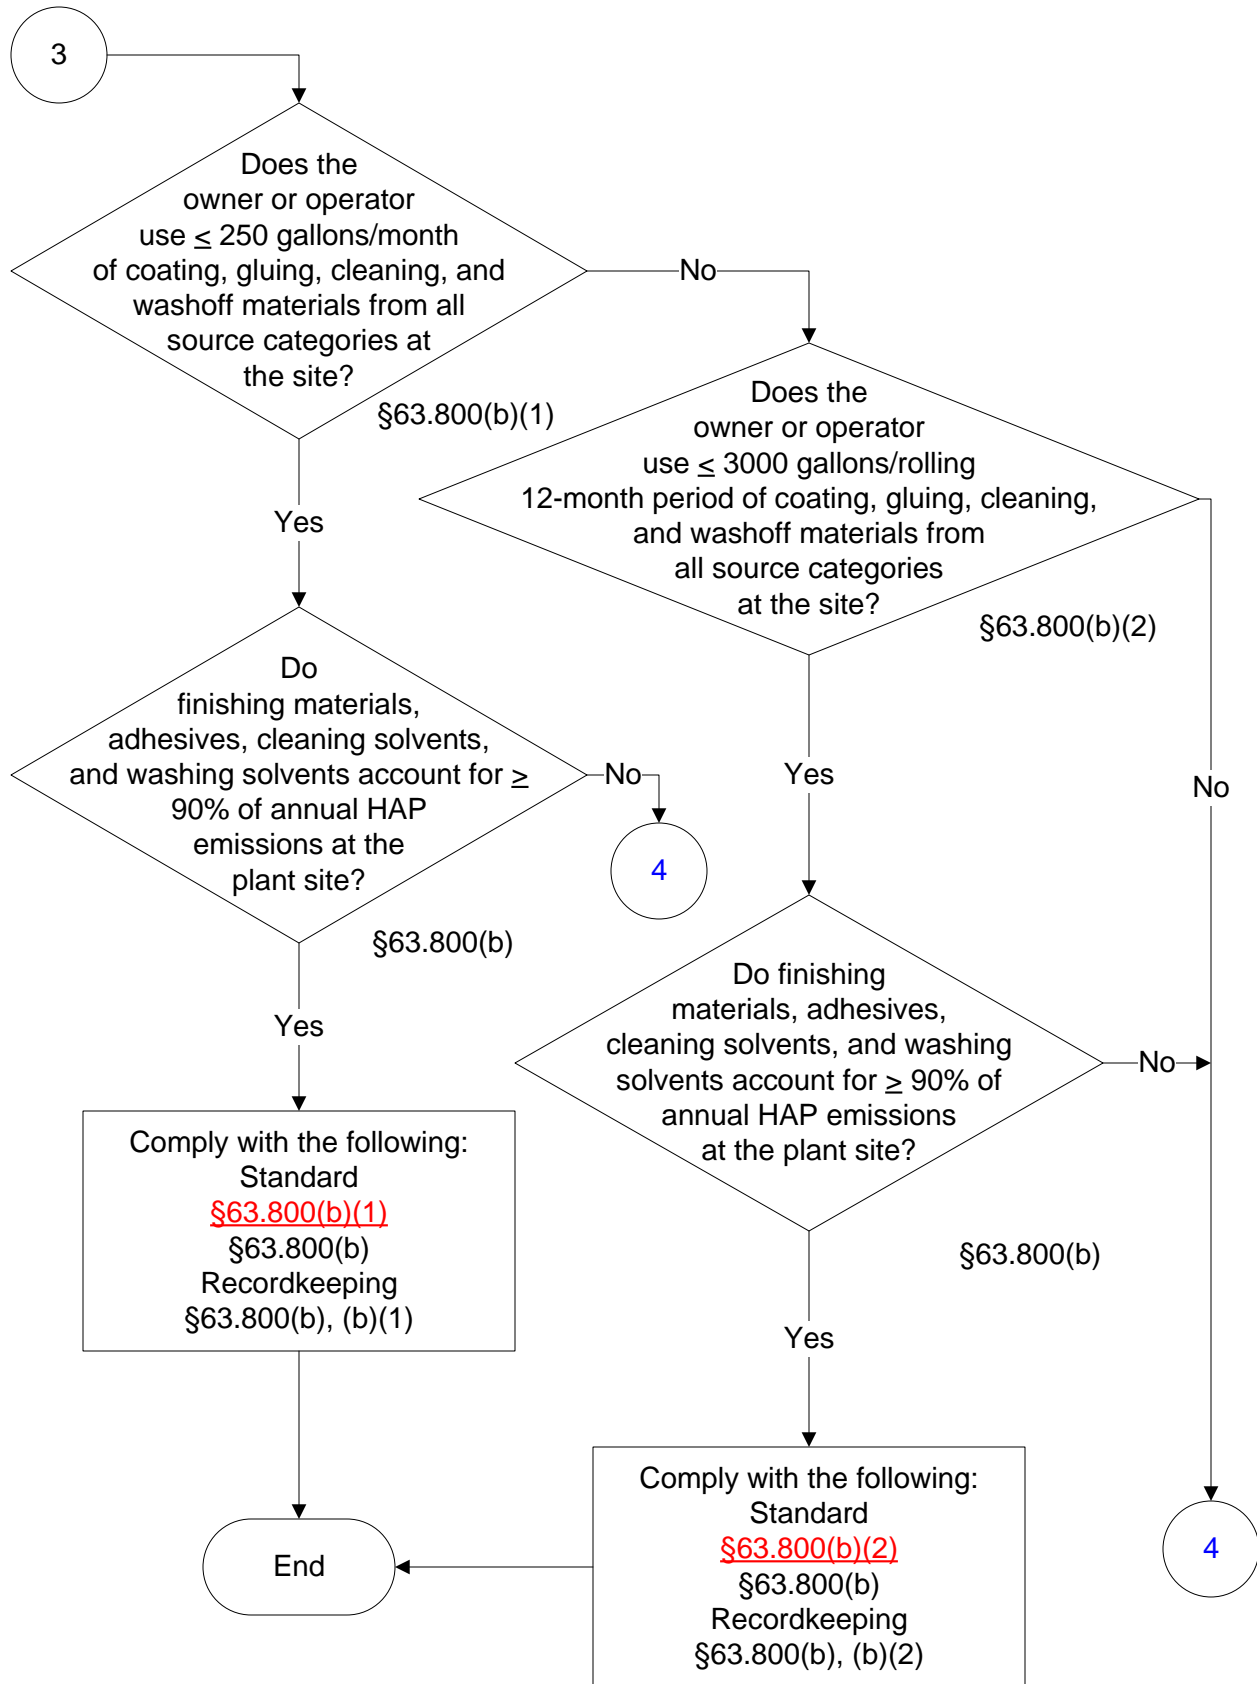 3
Does the
owner or operator
use ≤ 250 gallons/month
of coating, gluing, cleaning, and
washoff materials from all
source categories at
the site?
§63.800(b)(1)
No
Does the
owner or operator
use ≤ 3000 gallons/rolling
12-month period of coating, gluing, cleaning,
and washoff materials from
all source categories
at the site?
§63.800(b)(2)
Yes
Do
finishing materials,
adhesives, cleaning solvents,
and washing solvents account for ≥
90% of annual HAP
emissions at the
plant site?
§63.800(b)
No
4
Yes
No
Do finishing
materials, adhesives,
cleaning solvents, and washing
solvents account for ≥ 90% of
annual HAP emissions
at the plant site?
§63.800(b)
No
Yes
Comply with the following:
Standard
§63.800(b)(1)
§63.800(b)
Recordkeeping
§63.800(b), (b)(1)
Yes
Comply with the following:
Standard
§63.800(b)(2)
§63.800(b)
Recordkeeping
§63.800(b), (b)(2)
End
4